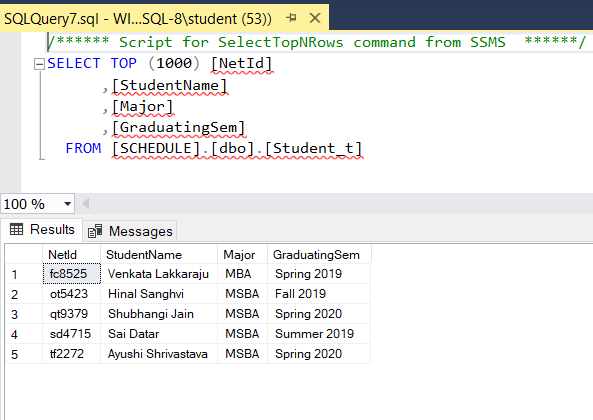 SQLQuery7.sql - WI...SQL-8\student (53))
/****** Script for SelectTopNRows command from SSMS ******/
SELECT TOP (1000) [NetId]
,[StudentName]
,[Major]
,[GraduatingSem]
FROM [SCHEDULE].[dbo].[Student_t]
100 %
Results Messages
NetId StudentName Major GraduatingSem
1 fc8525 Venkata Lakkaraju MBA Spring 2019
2 ot5423 Hinal Sanghvi MSBA Fall 2019
3 qt9379 Shubhangi Jain MSBA Spring 2020
4 sd4715 Sai Datar MSBA Summer 2019
5 tf2272 Ayushi Shrivastava MSBA Spring 2020